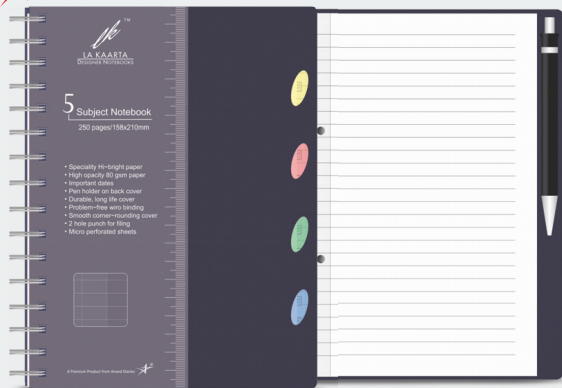 TM
LA KAARTA
DESIGNER NOTEBOOKS
5 Subject Notebook
250 pages/158x210mm
• Speciality Hi-bright paper
• High opacity 80 gsm paper
• Important dates
• Pen holder on back cover
• Durable, long life cover
• Problem-free wiro binding
• Smooth corner-rounding cover
• 2 hole punch for filing
• Micro perforated sheets
A Premium Product from Anand Diaries